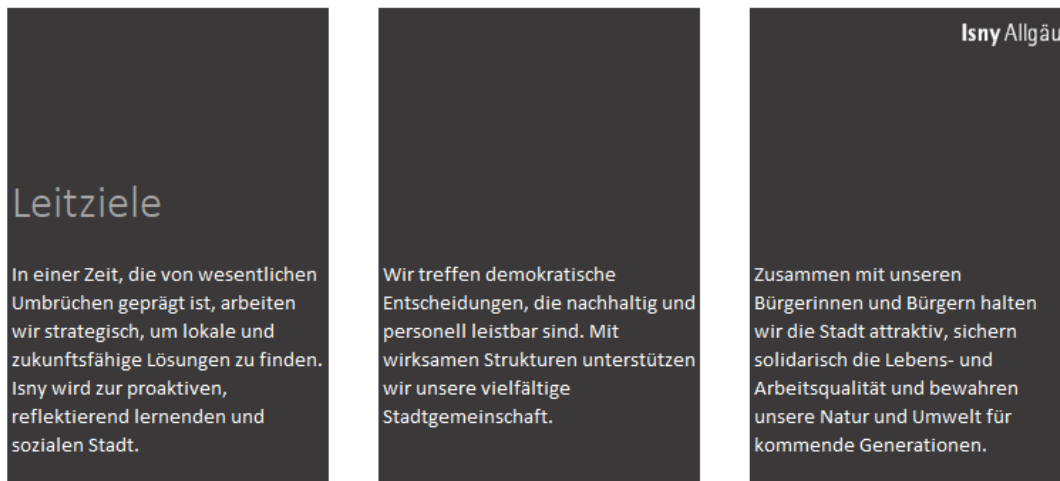 Isny Allgäu
Leitziele
In einer Zeit, die von wesentlichen
Umbrüchen geprägt ist, arbeiten
wir strategisch, um lokale und
zukunftsfähige Lösungen zu finden.
Isny wird zur proaktiven,
reflektierend lernenden und
sozialen Stadt.
Wir treffen demokratische
Entscheidungen, die nachhaltig und
personell leistbar sind. Mit
wirksamen Strukturen unterstützen
wir unsere vielfältige
Stadtgemeinschaft.
Zusammen mit unseren
Bürgerinnen und Bürgern halten
wir die Stadt attraktiv, sichern
solidarisch die Lebens- und
Arbeitsqualität und bewahren
unsere Natur und Umwelt für
kommende Generationen.